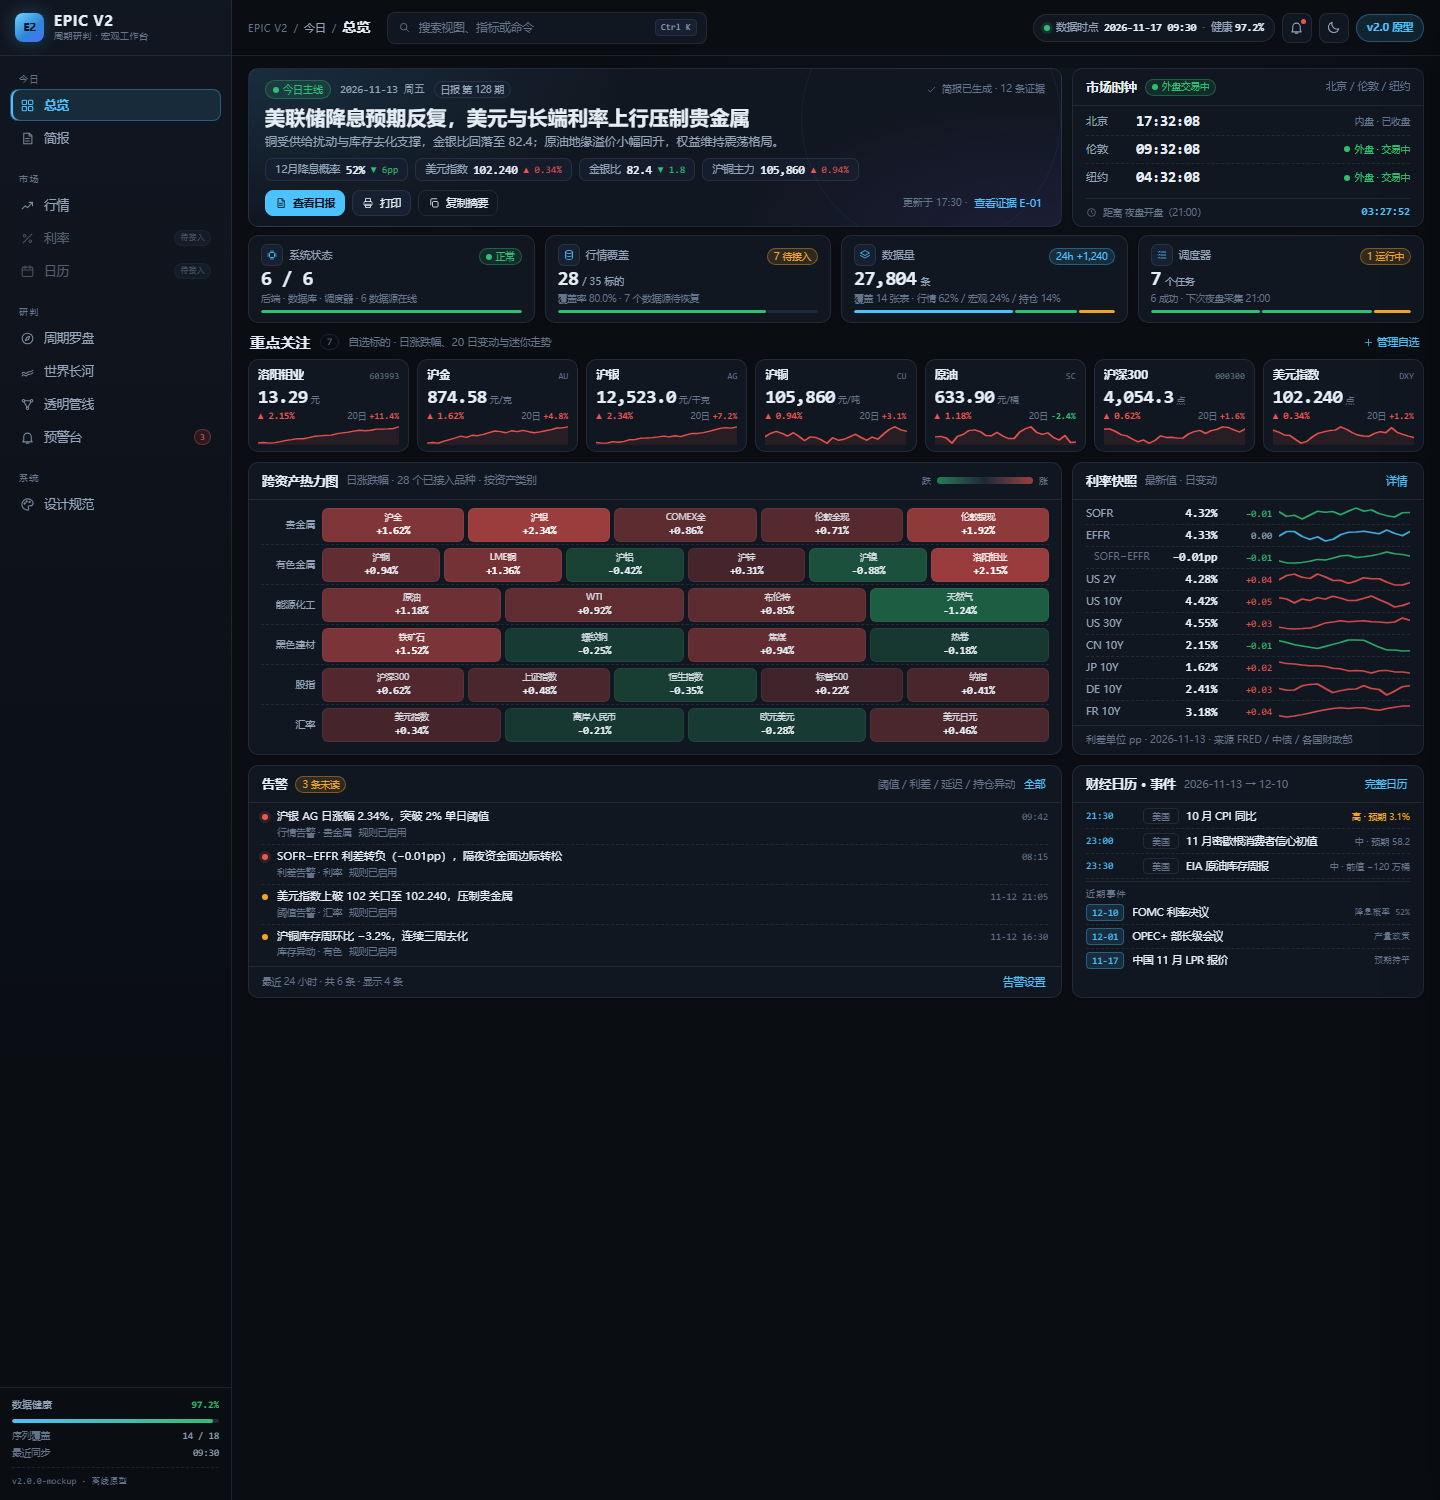 E2
EPIC V2
周期研判 · 宏观工作台
EPIC V2 / 今日 / 总览
搜索视图、指标或命令
Ctrl K
数据时点 2026-11-17 09:30 · 健康 97.2%
v2.0 原型
今日
总览
简报
市场
行情
利率 待接入
日历 待接入
研判
周期罗盘
世界长河
透明管线
预警台 3
系统
设计规范
数据健康 97.2%
序列覆盖 14 / 18
最近同步 09:30
v2.0.0-mockup · 离线原型
今日主线 2026-11-13 周五 日报 第 128 期
简报已生成 · 12 条证据
美联储降息预期反复，美元与长端利率上行压制贵金属
铜受供给扰动与库存去化支撑，金银比回落至 82.4；原油地缘溢价小幅回升，权益维持震荡格局。
12月降息概率 52% ▼ 6pp
美元指数 102.240 ▲ 0.34%
金银比 82.4 ▼ 1.8
沪铜主力 105,860 ▲ 0.94%
查看日报
打印
复制摘要
更新于 17:30 · 查看证据 E-01
市场时钟 外盘交易中
北京 / 伦敦 / 纽约
北京 17:32:08 内盘 · 已收盘
伦敦 09:32:08 外盘 · 交易中
纽约 04:32:08 外盘 · 交易中
距离 夜盘开盘（21:00） 03:27:52
系统状态 正常
6 / 6
后端 · 数据库 · 调度器 · 6 数据源在线
行情覆盖 7 待接入
28 / 35 标的
覆盖率 80.0% · 7 个数据源待恢复
数据量 24h +1,240
27,804 条
覆盖 14 张表 · 行情 62% / 宏观 24% / 持仓 14%
调度器 1 运行中
7 个任务
6 成功 · 下次夜盘采集 21:00
重点关注 7 自选标的 · 日涨跌幅、20 日变动与迷你走势
＋ 管理自选
洛阳钼业 603993
13.29 元
▲ 2.15% 20日 +11.4%
沪金 AU
874.58 元/克
▲ 1.62% 20日 +4.8%
沪银 AG
12,523.0 元/千克
▲ 2.34% 20日 +7.2%
沪铜 CU
105,860 元/吨
▲ 0.94% 20日 +3.1%
原油 SC
633.90 元/桶
▲ 1.18% 20日 -2.4%
沪深300 000300
4,054.3 点
▲ 0.62% 20日 +1.6%
美元指数 DXY
102.240 点
▲ 0.34% 20日 +1.2%
跨资产热力图 日涨跌幅 · 28 个已接入品种 · 按资产类别
跌 涨
贵金属
沪金 +1.62%
沪银 +2.34%
COMEX金 +0.86%
伦敦金现 +0.71%
伦敦银现 +1.92%
有色金属
沪铜 +0.94%
LME铜 +1.36%
沪铝 -0.42%
沪锌 +0.31%
沪镍 -0.88%
洛阳钼业 +2.15%
能源化工
原油 +1.18%
WTI +0.92%
布伦特 +0.85%
天然气 -1.24%
黑色建材
铁矿石 +1.52%
螺纹钢 -0.25%
焦煤 +0.94%
热卷 -0.18%
股指
沪深300 +0.62%
上证指数 +0.48%
恒生指数 -0.35%
标普500 +0.22%
纳指 +0.41%
汇率
美元指数 +0.34%
离岸人民币 -0.21%
欧元美元 -0.28%
美元日元 +0.46%
利率快照 最新值 · 日变动 详情
SOFR 4.32% -0.01
EFFR 4.33% 0.00
SOFR−EFFR −0.01pp -0.01
US 2Y 4.28% +0.04
US 10Y 4.42% +0.05
US 30Y 4.55% +0.03
CN 10Y 2.15% -0.01
JP 10Y 1.62% +0.02
DE 10Y 2.41% +0.03
FR 10Y 3.18% +0.04
利差单位 pp · 2026-11-13 · 来源 FRED / 中债 / 各国财政部
告警 3 条未读
阈值 / 利差 / 延迟 / 持仓异动 全部
沪银 AG 日涨幅 2.34%，突破 2% 单日阈值 09:42
行情告警 · 贵金属 规则已启用
SOFR−EFFR 利差转负（−0.01pp），隔夜资金面边际转松 08:15
利差告警 · 利率 规则已启用
美元指数上破 102 关口至 102.240，压制贵金属 11-12 21:05
阈值告警 · 汇率 规则已启用
沪铜库存周环比 −3.2%，连续三周去化 11-12 16:30
库存异动 · 有色 规则已启用
最近 24 小时 · 共 6 条 · 显示 4 条
告警设置
财经日历 • 事件 2026-11-13 → 12-10 完整日历
21:30 美国 10 月 CPI 同比 高 · 预期 3.1%
23:00 美国 11 月密歇根消费者信心初值 中 · 预期 58.2
23:30 美国 EIA 原油库存周报 中 · 前值 −120 万桶
近期事件
12-10 FOMC 利率决议 降息概率 52%
12-01 OPEC+ 部长级会议 产量政策
11-17 中国 11 月 LPR 报价 预期持平